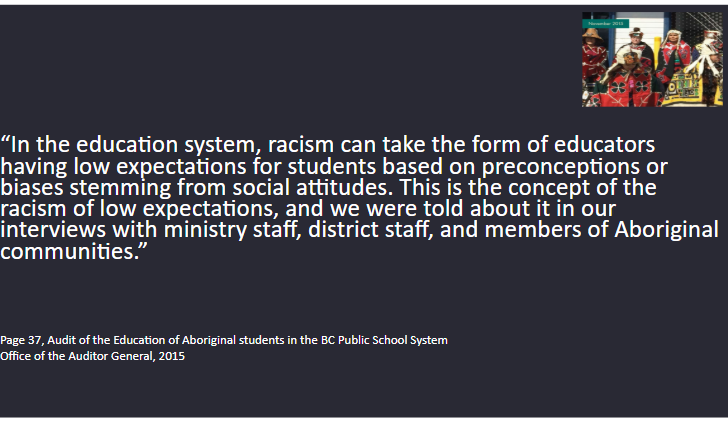 November 2015
“In the education system, racism can take the form of educators
having low expectations for students based on preconceptions or
biases stemming from social attitudes. This is the concept of the
racism of low expectations, and we were told about it in our
interviews with ministry staff, district staff, and members of Aboriginal
communities.”
Page 37, Audit of the Education of Aboriginal students in the BC Public School System
Office of the Auditor General, 2015